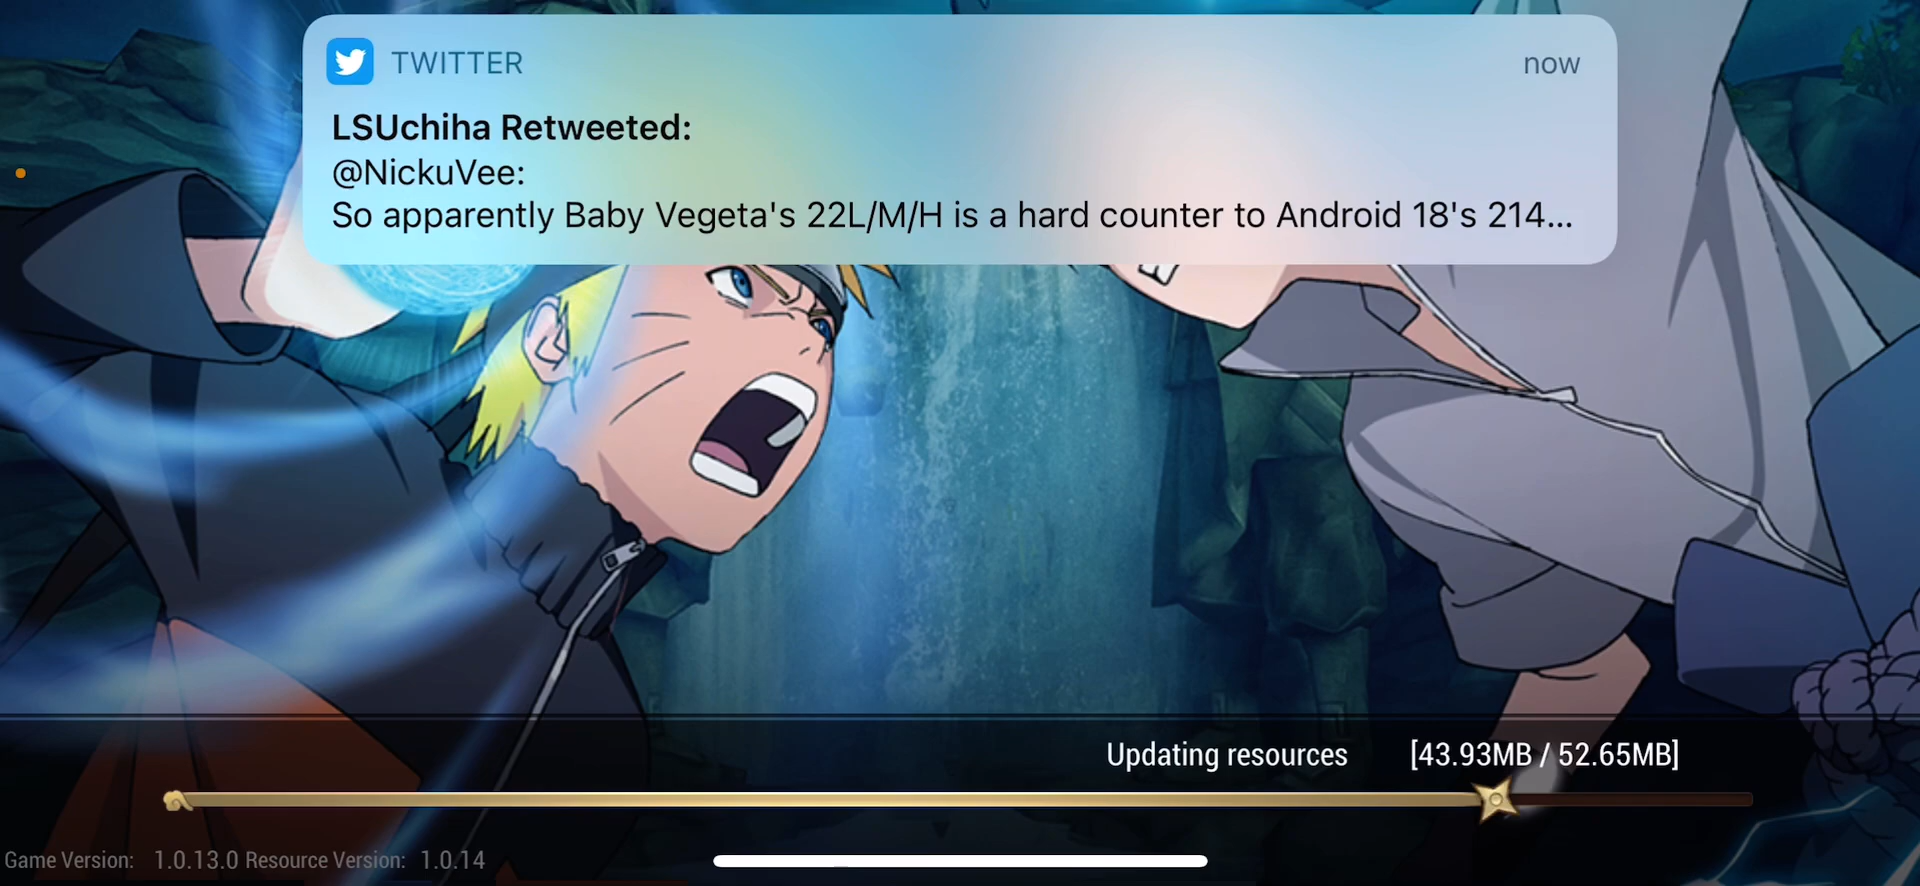 TWITTER now
LSUchiha Retweeted:
@NickuVee:
So apparently Baby Vegeta's 22L/M/H is a hard counter to Android 18's 214...
Updating resources [43.93MB / 52.65MB]
Game Version: 1.0.13.0 Resource Version: 1.0.14